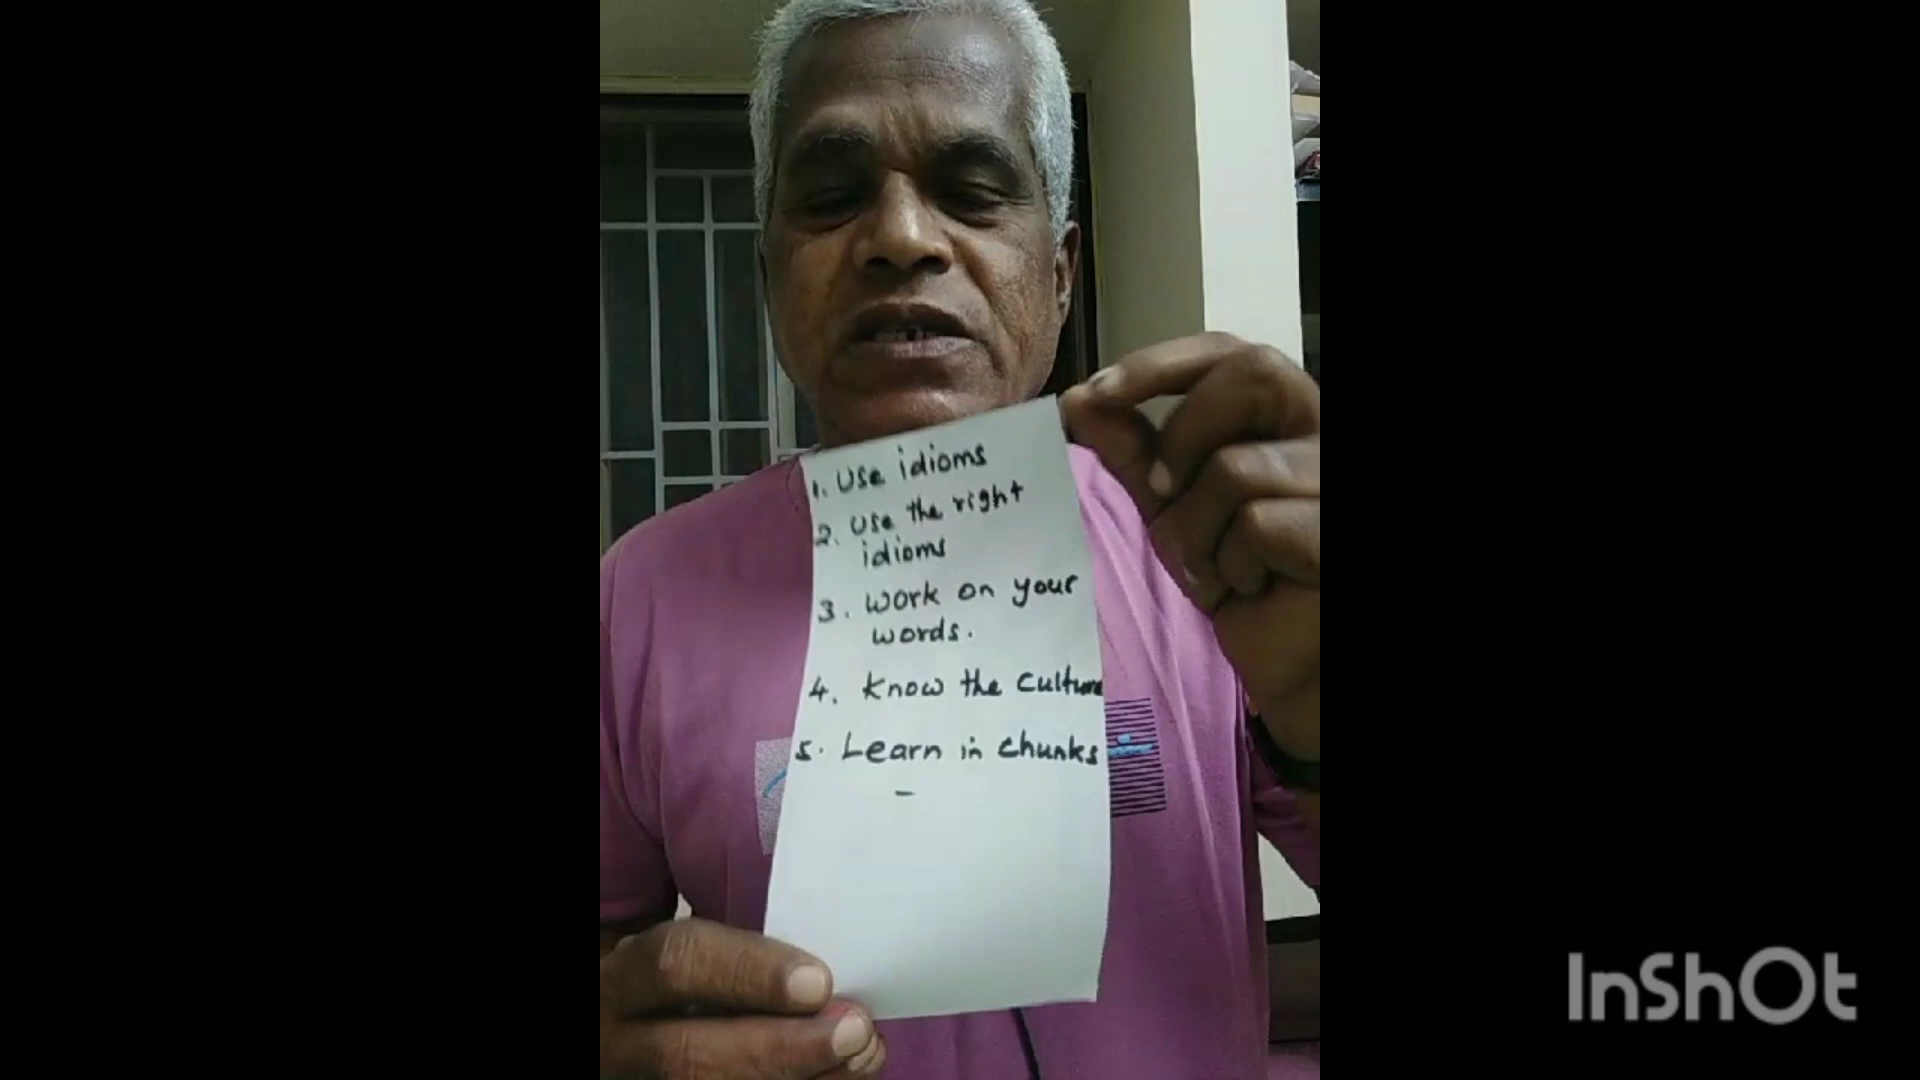 1. Use idioms
2. Use the right
idioms
3. Work on your
words.
4. Know the culture
5. Learn in chunks
InShOt